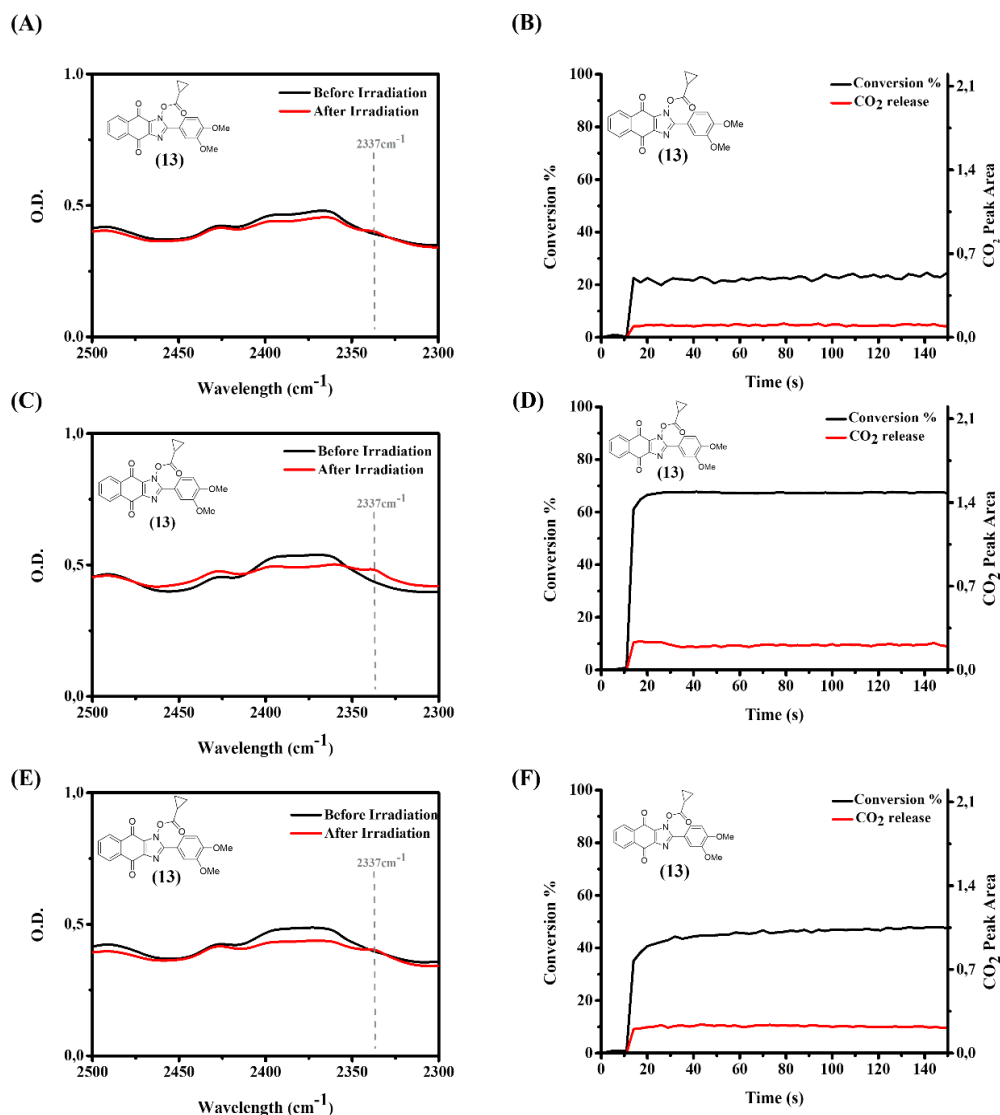 (A)
1.0
0.5
0.0
O.D.
2500 2450 2400 2350 2300
Wavelength (cm-1)
Before Irradiation
After Irradiation
2337cm-1
O
O
N
N
O
O
OMe
OMe
(13)
(B)
100
80
60
40
20
0
Conversion %
2,1
1,4
0,7
0,0
CO2 Peak Area
0 20 40 60 80 100 120 140
Time (s)
Conversion %
CO2 release
O
O
N
N
O
O
OMe
OMe
(13)
(C)
1,0
0,5
0,0
O.D.
2500 2450 2400 2350 2300
Wavelength (cm-1)
Before Irradiation
After Irradiation
2337cm-1
O
O
N
N
O
O
OMe
OMe
(13)
(D)
100
80
60
40
20
0
Conversion %
2,1
1,4
0,7
0,0
CO2 Peak Area
0 20 40 60 80 100 120 140
Time (s)
Conversion %
CO2 release
O
O
N
N
O
O
OMe
OMe
(13)
(E)
1,0
0,5
0,0
O.D.
2500 2450 2400 2350 2300
Wavelength (cm-1)
Before Irradiation
After Irradiation
2337cm-1
O
O
N
N
O
O
OMe
OMe
(13)
(F)
100
80
60
40
20
0
Conversion %
2,1
1,4
0,7
0,0
CO2 Peak Area
0 20 40 60 80 100 120 140
Time (s)
Conversion %
CO2 release
O
O
N
N
O
O
OMe
OMe
(13)